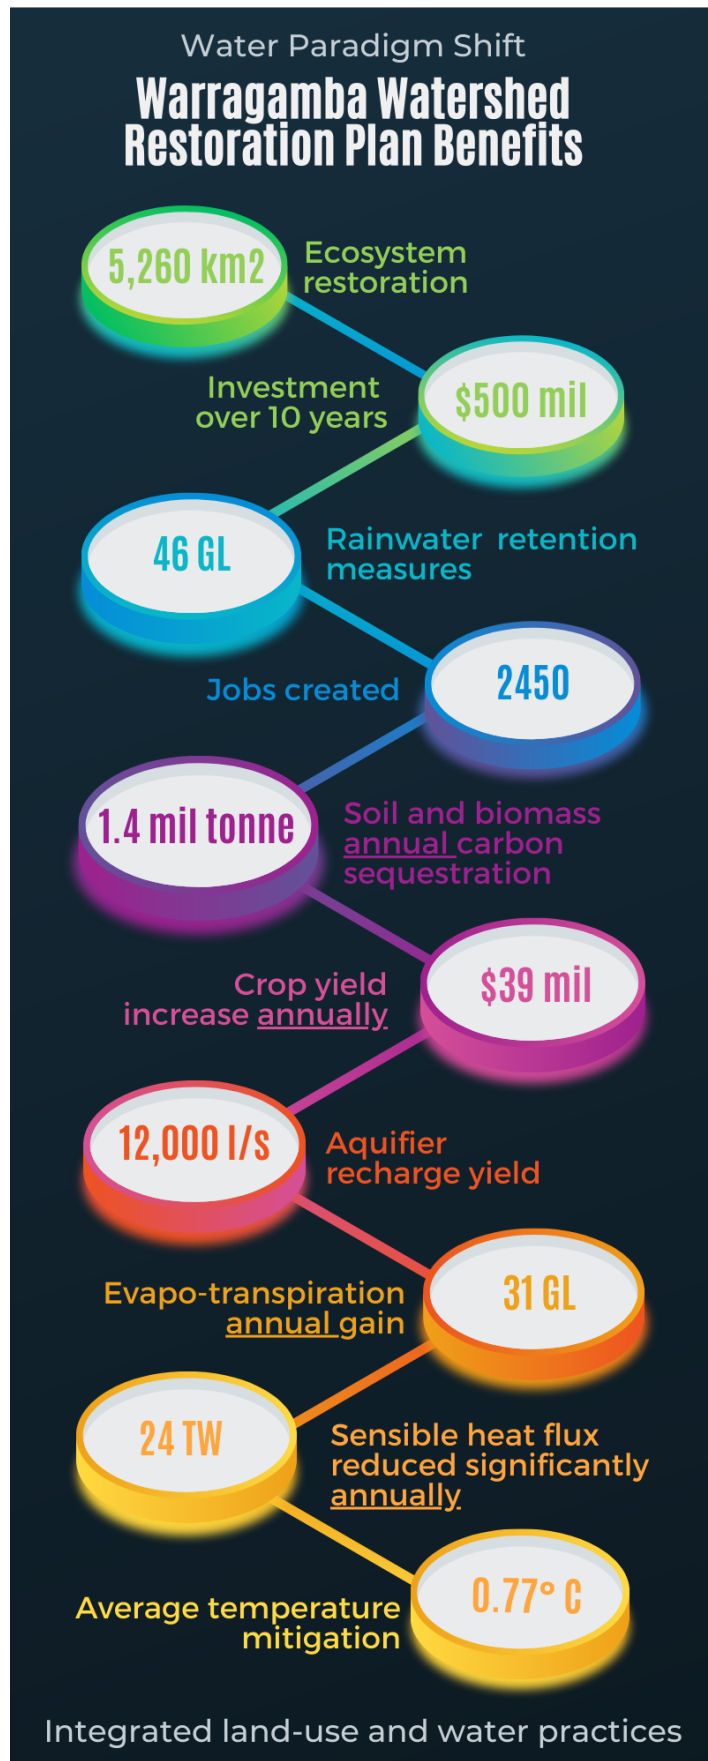 Water Paradigm Shift
Warragamba Watershed
Restoration Plan Benefits
5,260 km2
Ecosystem
restoration
Investment
over 10 years
$500 mil
46 GL
Rainwater retention
measures
Jobs created
2450
1.4 mil tonne
Soil and biomass
annual carbon
sequestration
Crop yield
increase annually
$39 mil
12,000 l/s
Aquifier
recharge yield
Evapo-transpiration
annual gain
31 GL
24 TW
Sensible heat flux
reduced significantly
annually
Average temperature
mitigation
0.77° C
Integrated land-use and water practices